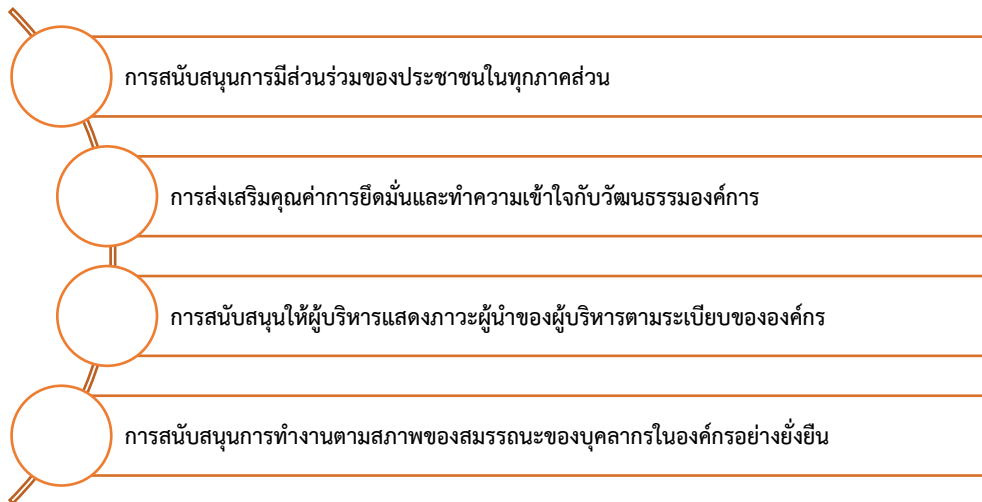 การสนับสนุนการมีส่วนร่วมของประชาชนในทุกภาคส่วน
การส่งเสริมคุณค่าการยึดมั่นและทำความเข้าใจกับวัฒนธรรมองค์การ
การสนับสนุนให้ผู้บริหารแสดงภาวะผู้นำของผู้บริหารตามระเบียบขององค์กร
การสนับสนุนการทำงานตามสภาพของสมรรถนะของบุคลากรในองค์กรอย่างยั่งยืน